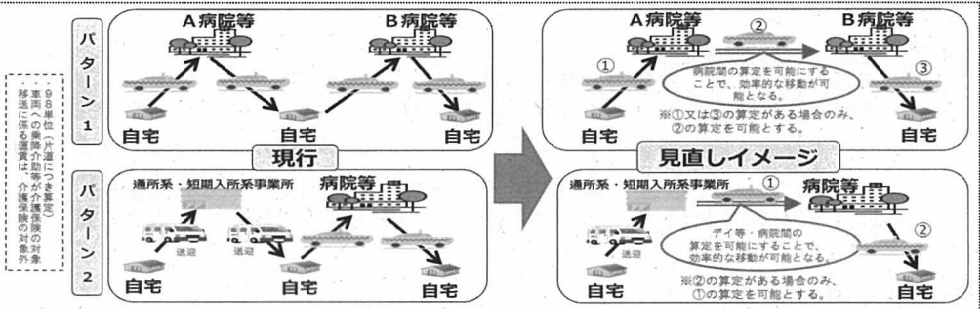 98単位（片道につき算定）
・車両への乗降介助等が介護保険の対象
移送に係る運賃は、介護保険の対象外
パターン1
A病院等
B病院等
自宅
自宅
自宅
現行
パターン2
通所系・短期入所系事業所
病院等
送迎
送迎
自宅
自宅
自宅
A病院等
②
B病院等
①
③
病院間の算定を可能にする
ことで、効率的な移動が可
能となる。
※①又は③の算定がある場合のみ、
②の算定を可能とする。
自宅
自宅
見直しイメージ
通所系・短期入所系事業所
①
病院等
送迎
②
デイ等・病院間の
算定を可能にすることで、
効率的な移動が可能となる。
※②の算定がある場合のみ、
①の算定を可能とする。
自宅
自宅